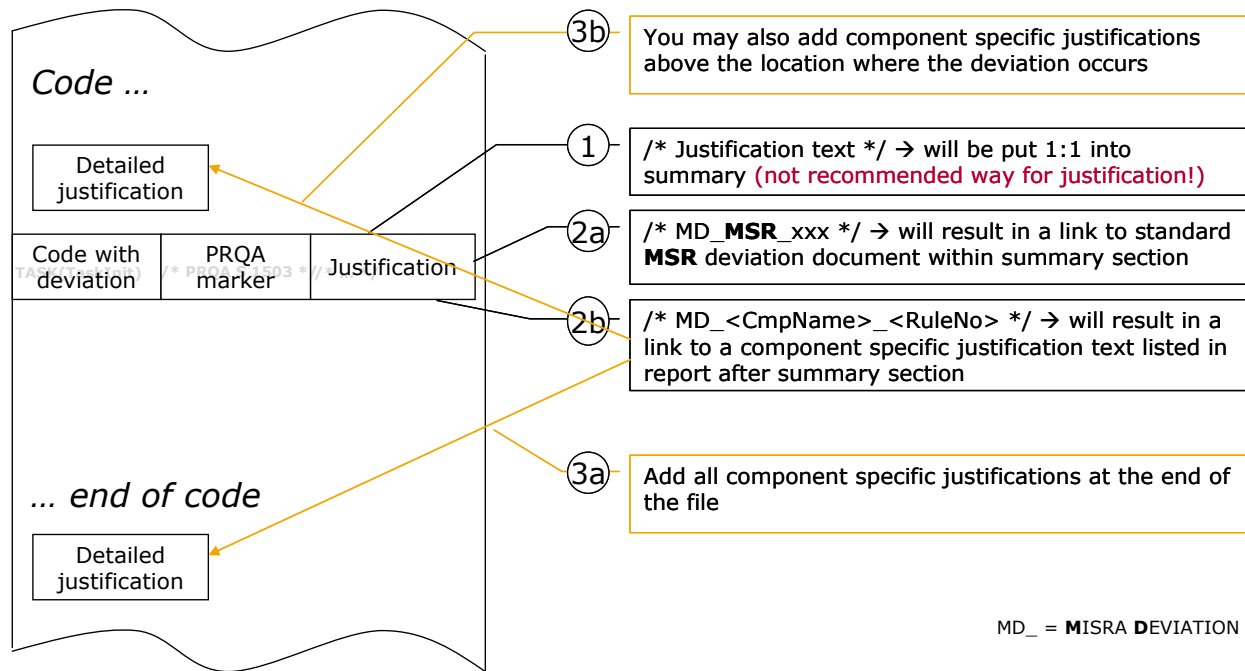 3b
You may also add component specific justifications
above the location where the deviation occurs
Code ...
1
/* Justification text */ → will be put 1:1 into
summary (not recommended way for justification!)
Detailed
justification
2a
/* MD_MSR_xxx */ → will result in a link to standard
MSR deviation document within summary section
Code with
deviation
PRQA
marker
Justification
TASK(TaskInit) /* PRQA S 1503 */
2b
/* MD_<CmpName>_<RuleNo> */ → will result in a
link to a component specific justification text listed in
report after summary section
3a
Add all component specific justifications at the end of
the file
... end of code
Detailed
justification
MD_ = MISRA DEVIATION